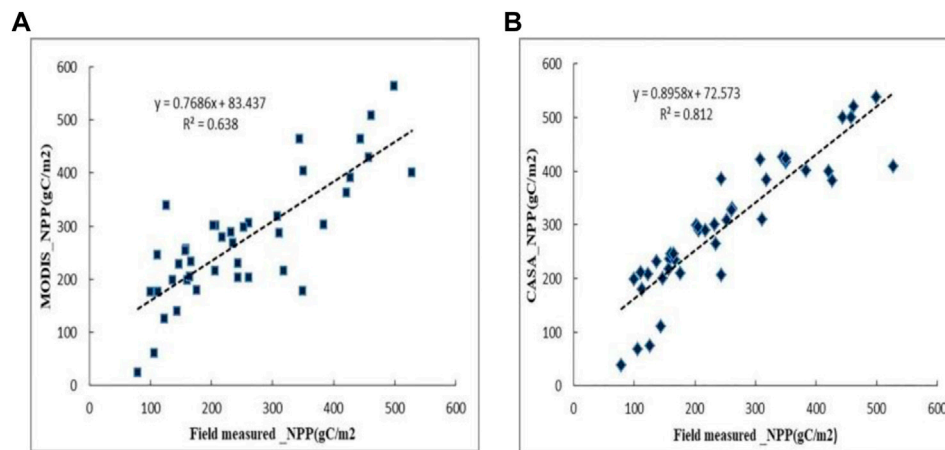 A
600
500
400
300
200
100
0
MODIS_NPP(gC/m2)
y = 0.7686x + 83.437
R² = 0.638
0 100 200 300 400 500 600
Field measured _NPP(gC/m2
B
600
500
400
300
200
100
0
CASA_NPP(gC/m2)
y = 0.8958x + 72.573
R² = 0.812
0 100 200 300 400 500 600
Field measured _NPP(gC/m2)